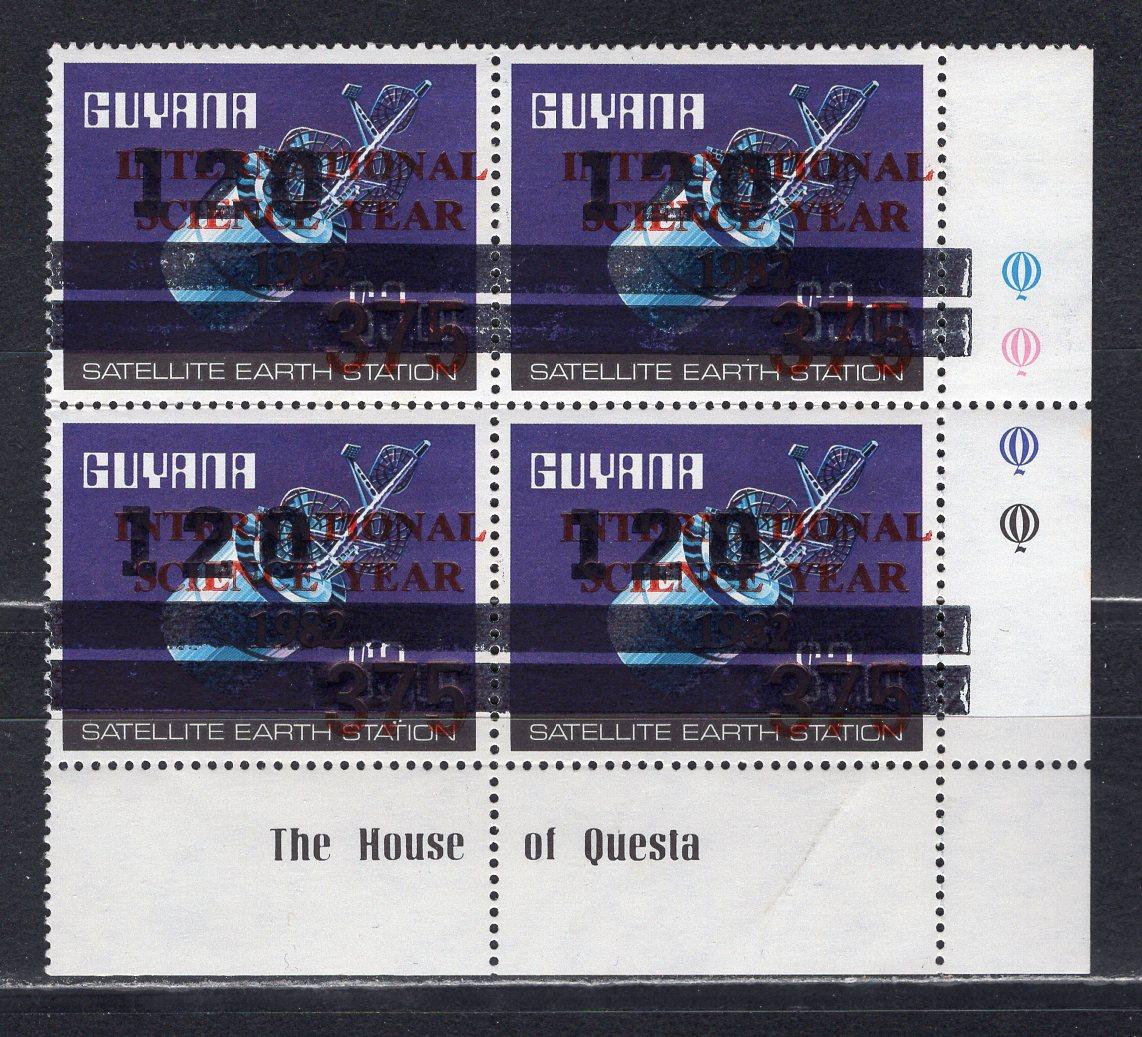 GUYANA
INTERNATIONAL
120
SCIENCE YEAR
1982
375
SATELLITE EARTH STATION
GUYANA
INTERNATIONAL
120
SCIENCE YEAR
1982
375
SATELLITE EARTH STATION
Q
Q
GUYANA
INTERNATIONAL
120
SCIENCE YEAR
1982
375
SATELLITE EARTH STATION
GUYANA
INTERNATIONAL
120
SCIENCE YEAR
1982
375
SATELLITE EARTH STATION
Q
Q
The House of Questa